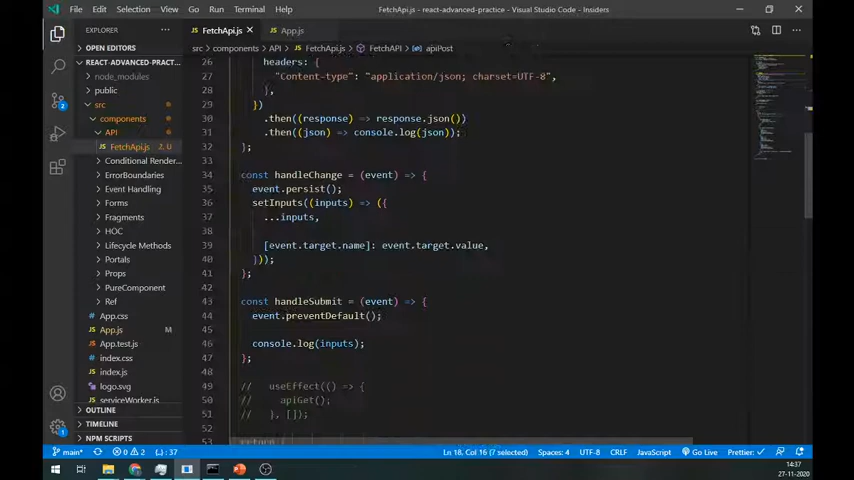 File Edit Selection View Go Run Terminal Help
FetchApi.js - react-advanced-practice - Visual Studio Code - Insiders
EXPLORER
OPEN EDITORS
REACT-ADVANCED-PRACT...
node_modules
public
src
components
API
FetchApi.js 2, U
Conditional Render...
ErrorBoundaries
Event Handling
Forms
Fragments
HOC
Lifecycle Methods
Portals
Props
PureComponent
Ref
App.css
App.js M
App.test.js
index.css
index.js
logo.svg
serviceWorker.js
OUTLINE
TIMELINE
NPM SCRIPTS
FetchApi.js App.js
src > components > API > FetchApi.js > FetchAPI > apiPost
26 headers: {
27 "Content-type": "application/json; charset=UTF-8",
28 },
29 })
30 .then((response) => response.json())
31 .then((json) => console.log(json));
32 };
33
34 const handleChange = (event) => {
35 event.persist();
36 setInputs((inputs) => ({
37 ...inputs,
38
39 [event.target.name]: event.target.value,
40 }));
41 };
42
43 const handleSubmit = (event) => {
44 event.preventDefault();
45
46 console.log(inputs);
47 };
48
49 // useEffect(() => {
50 // apiGet();
51 // }, []);
52
53 return (
main* 0 2 : 37
Ln 18, Col 16 (7 selected) Spaces: 4 UTF-8 CRLF JavaScript Go Live Prettier: ✓
14:37
27-11-2020